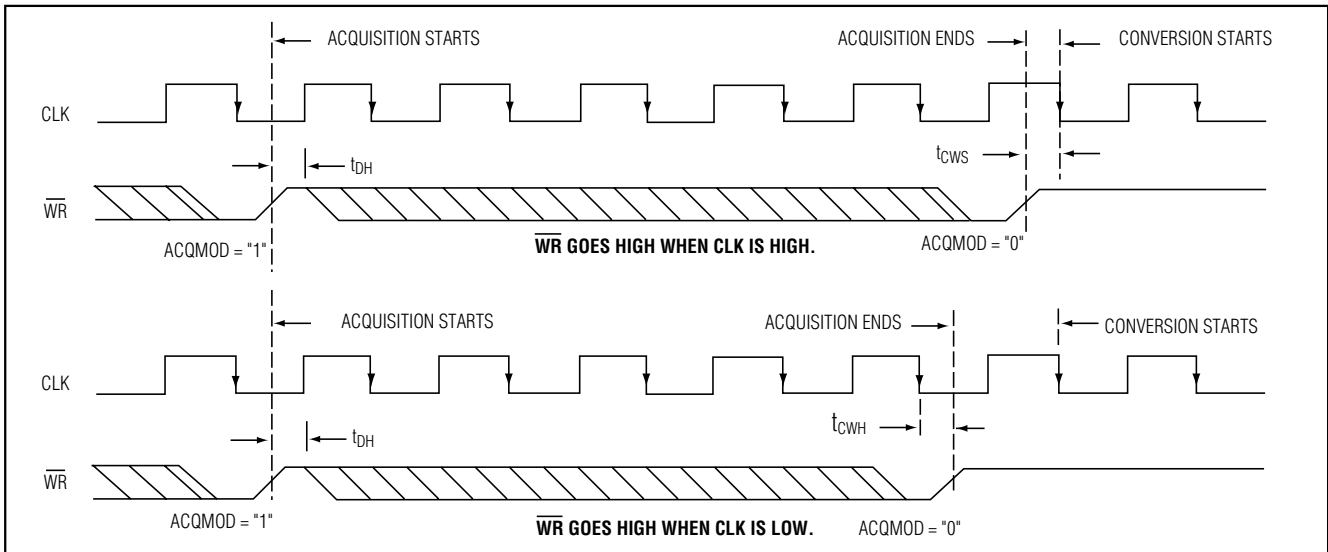 ACQUISITION STARTS
ACQUISITION ENDS
CONVERSION STARTS
CLK
tDH
tCWS
WR
ACQMOD = "1"
WR GOES HIGH WHEN CLK IS HIGH.
ACQMOD = "0"
ACQUISITION STARTS
ACQUISITION ENDS
CONVERSION STARTS
CLK
tDH
tCWH
WR
ACQMOD = "1"
WR GOES HIGH WHEN CLK IS LOW.
ACQMOD = "0"